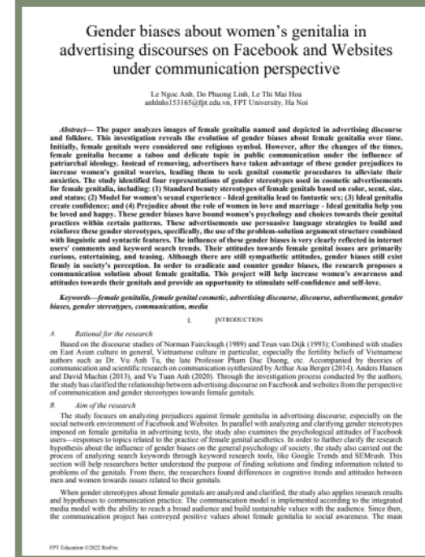 Gender biases about women's genitalia in
advertising discourses on Facebook and Websites
under communication perspective
Le Ngoc Anh, Do Phuong Linh, Le Thi Mai Hoa
anhlnhs153165@fpt.edu.vn, FPT University, Ha Noi
Abstract— The paper analyzes images of female genitalia named and depicted in advertising discourse
and folklore. This investigation reveals the evolution of gender biases about female genitalia over time.
Initially, female genitals were considered one religious symbol. However, after the changes of the times,
female genitalia became a taboo and delicate topic in public communication under the influence of
patriarchal ideology. Instead of removing, advertisers have taken advantage of these gender prejudices to
increase women's genital worries, leading them to seek genital cosmetic procedures to alleviate their
anxieties. The study identified four representations of gender stereotypes used in cosmetic advertisements
for female genitalia, including: (1) Standard beauty stereotypes of female genitals based on color, scent, size,
and status; (2) Model for women's sexual experience - Ideal genitalia lead to fantastic sex; (3) Ideal genitalia
create confidence; and (4) Prejudice about the role of women in love and marriage - Ideal genitalia help you
be loved and happy. These gender biases have bound women's psychology and choices towards their genital
practices within certain patterns. These advertisements use persuasive language strategies to build and
reinforce these gender stereotypes, specifically, the use of the problem-solution argument structure combined
with linguistic and syntactic features. The influence of these gender biases is very clearly reflected in internet
users' comments and keyword search trends. Their attitudes towards female genital issues are primarily
curious, entertaining, and teasing. Although there are still sympathetic attitudes, gender biases still exist
firmly in society's perception. In order to eradicate and counter gender biases, the research proposes a
communication solution about female genitalia. This project will help increase women's awareness and
attitudes towards their genitals and provide an opportunity to stimulate self-confidence and self-love.
Keywords—female genitalia, female genital cosmetic, advertising discourse, discourse, advertisement, gender
biases, gender stereotypes, communication, media
I. INTRODUCTION
A. Rational for the research
Based on the discourse studies of Norman Fairclough (1989) and Teun van Dijk (1993); Combined with studies
on East Asian culture in general, Vietnamese culture in particular, especially the fertility beliefs of Vietnamese
authors such as Dr. Vu Anh Tu, the late Professor Pham Duc Duong, etc. Accompanied by theories of
communication and scientific research on communication synthesized by Arthur Asa Berger (2014), Anders Hansen
and David Machin (2013), and Vu Tuan Anh (2020). Through the investigation process conducted by the authors,
the study has clarified the relationship between advertising discourse on Facebook and websites from the perspective
of communication and gender stereotypes towards female genitals.
B. Aim of the research
The study focuses on analyzing prejudices against female genitalia in advertising discourse, especially on the
social network environment of Facebook and Websites. In parallel with analyzing and clarifying gender stereotypes
imposed on female genitalia in advertising texts, the study also examines the psychological attitudes of Facebook
users—responses to topics related to the practice of female genital aesthetics. In order to further clarify the research
hypothesis about the influence of gender biases on the general psychology of society, the study also carried out the
process of analyzing search keywords through keyword research tools, like Google Trends and SEMrush. This
section will help researchers better understand the purpose of finding solutions and finding information related to
problems of the genitals. From there, the researchers found differences in cognitive trends and attitudes between
men and women towards issues related to their genitals.
When gender stereotypes about female genitals are analyzed and clarified, the study also applies research results
and hypotheses to communication practice. The communication model is implemented according to the integrated
media model with the ability to reach a broad audience and build sustainable values with the audience. Since then,
the communication project has conveyed positive values about female genitalia to social awareness. The main
FPT Education ©2022 ResFes